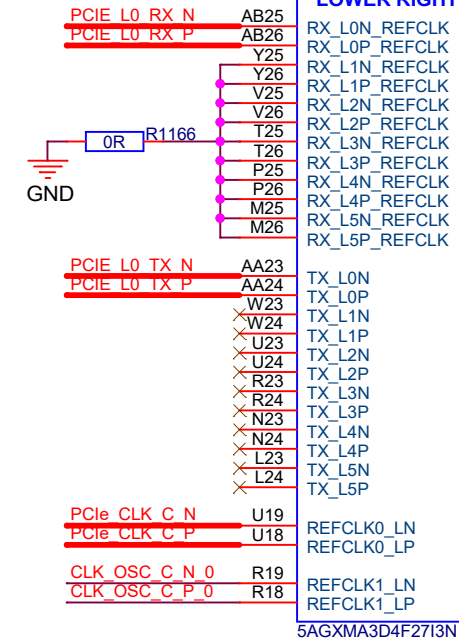 LOWER RIGHT
PCIE_L0_RX_N AB25 RX_L0N_REFCLK
PCIE_L0_RX_P AB26 RX_L0P_REFCLK
Y25 RX_L1N_REFCLK
Y26 RX_L1P_REFCLK
V25 RX_L2N_REFCLK
V26 RX_L2P_REFCLK
0R R1166 T25 RX_L3N_REFCLK
T26 RX_L3P_REFCLK
P25 RX_L4N_REFCLK
GND P26 RX_L4P_REFCLK
M25 RX_L5N_REFCLK
M26 RX_L5P_REFCLK
PCIE_L0_TX_N AA23 TX_L0N
PCIE_L0_TX_P AA24 TX_L0P
W23 TX_L1N
W24 TX_L1P
U23 TX_L2N
U24 TX_L2P
R23 TX_L3N
R24 TX_L3P
N23 TX_L4N
N24 TX_L4P
L23 TX_L5N
L24 TX_L5P
PCIe_CLK_C_N U19 REFCLK0_LN
PCIe_CLK_C_P U18 REFCLK0_LP
CLK_OSC_C_N_0 R19 REFCLK1_LN
CLK_OSC_C_P_0 R18 REFCLK1_LP
5AGXMA3D4F27I3N